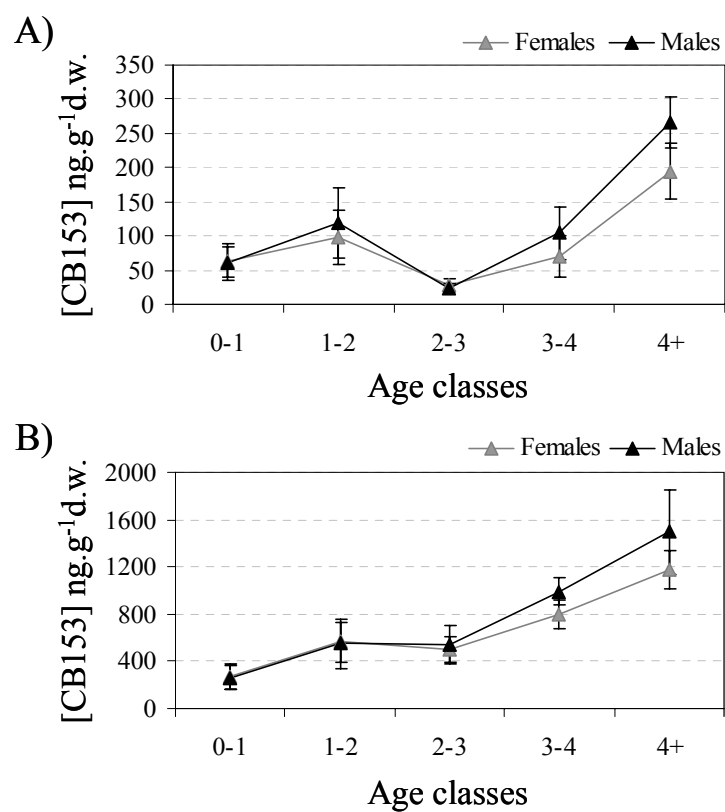 A)
Females Males
350
300
250
200
150
100
50
0
[CB153] ng.g⁻¹d.w.
0-1 1-2 2-3 3-4 4+
Age classes
B)
Females Males
2000
1600
1200
800
400
0
[CB153] ng.g⁻¹d.w.
0-1 1-2 2-3 3-4 4+
Age classes